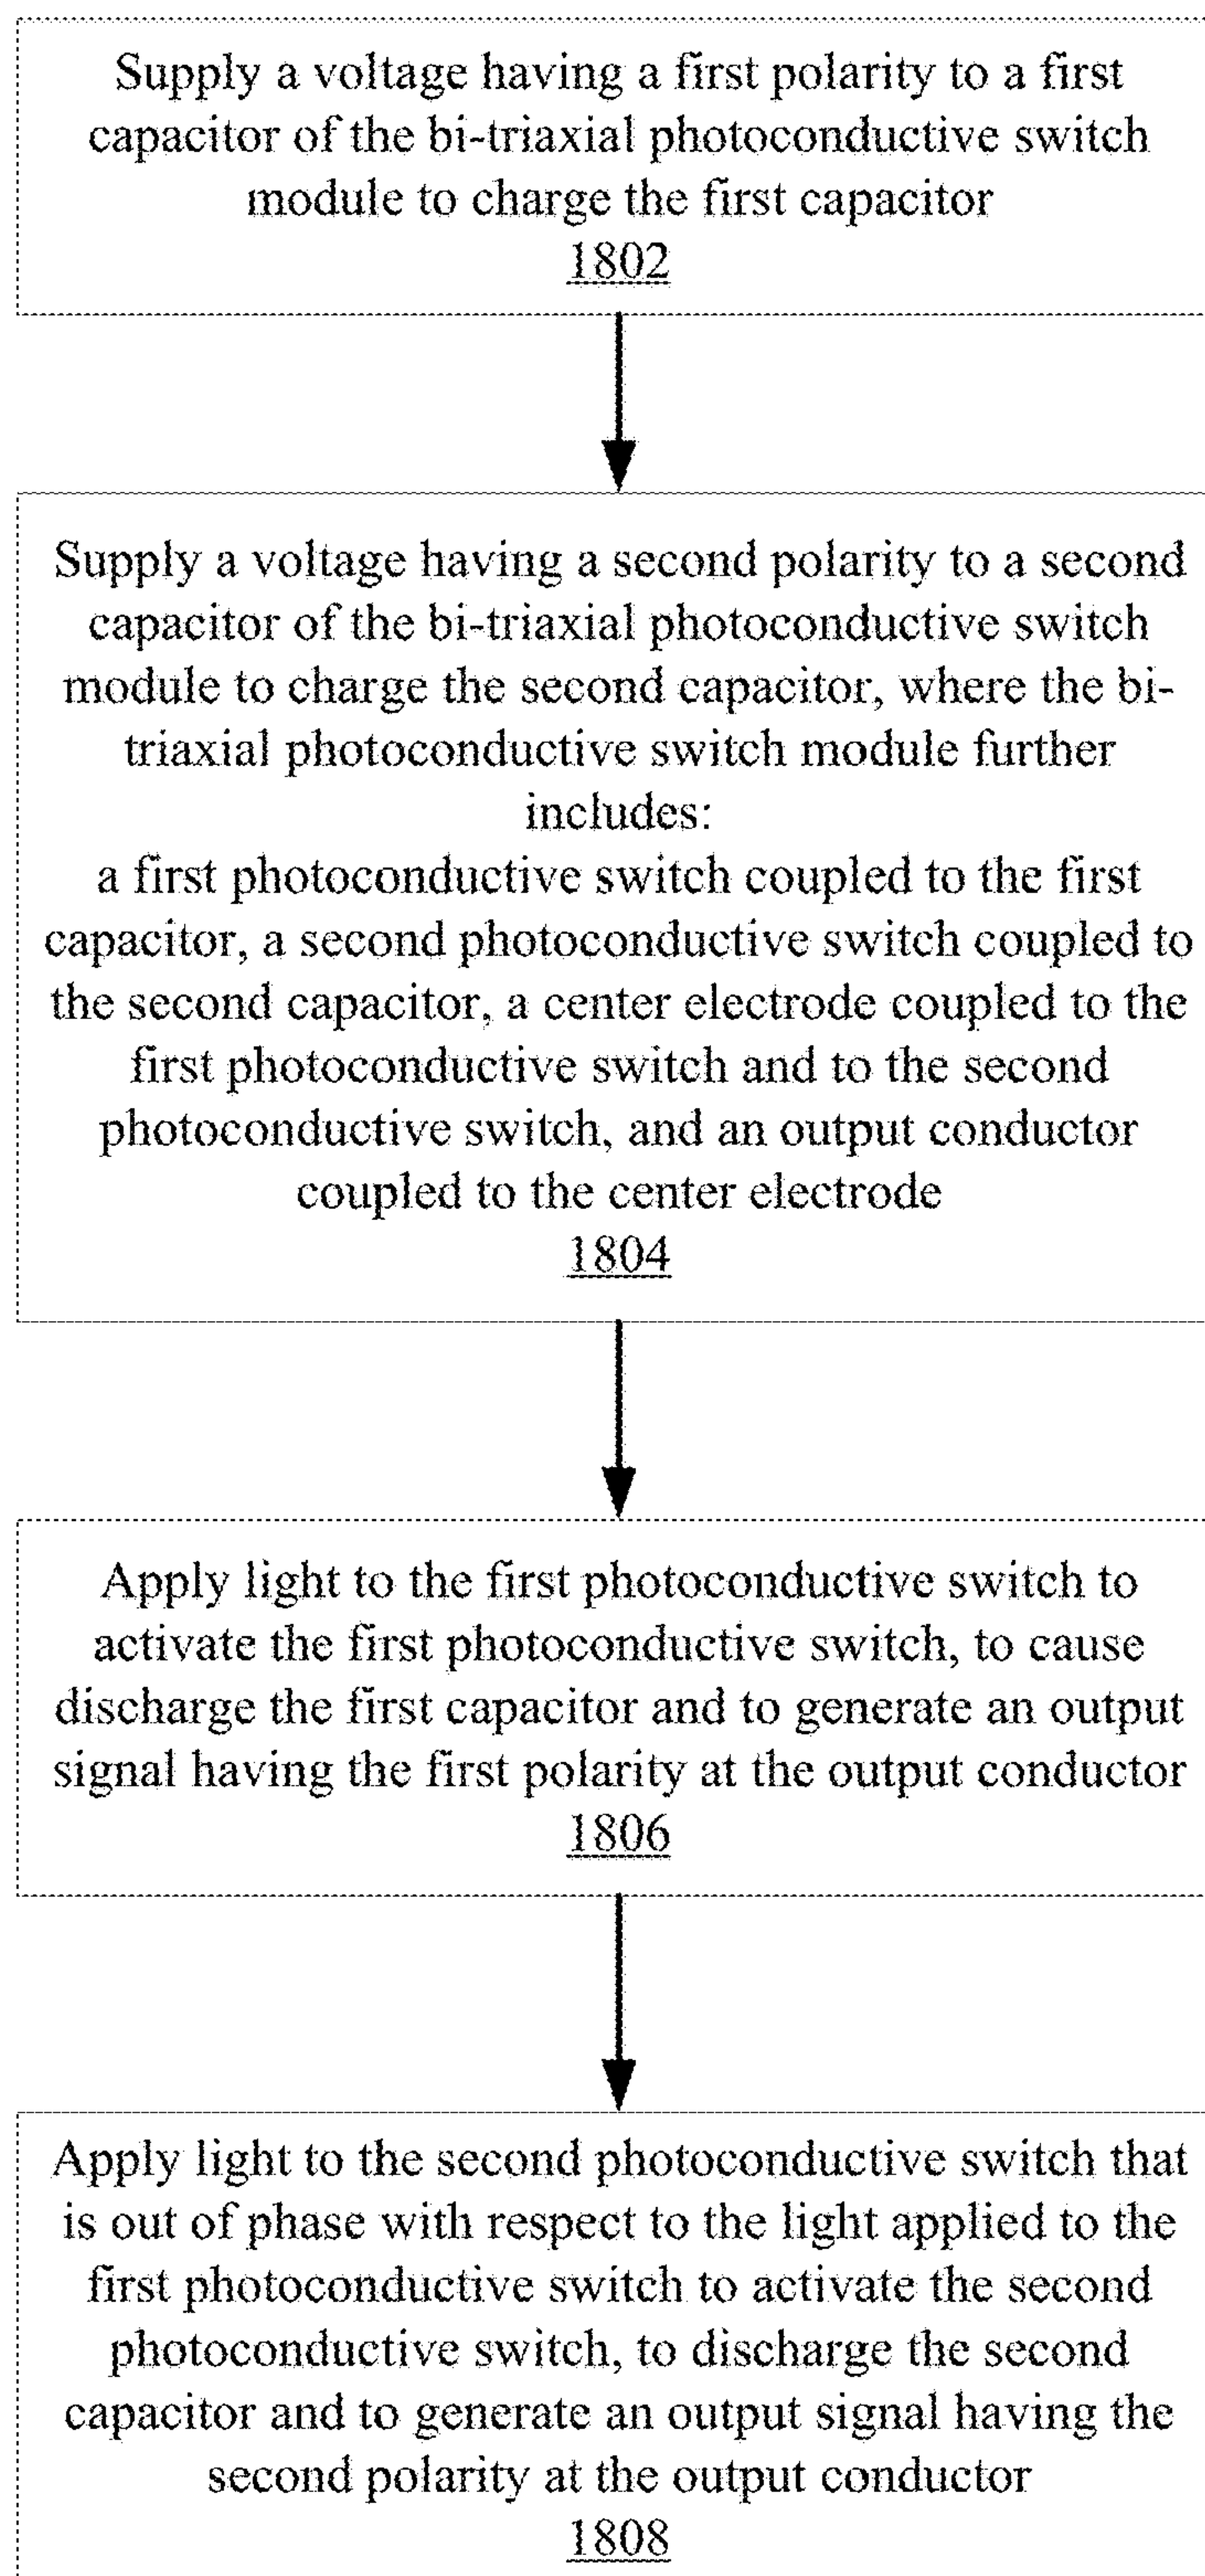 Supply a voltage having a first polarity to a first
capacitor of the bi-triaxial photoconductive switch
module to charge the first capacitor
1802
Supply a voltage having a second polarity to a second
capacitor of the bi-triaxial photoconductive switch
module to charge the second capacitor, where the bi-
triaxial photoconductive switch module further
includes:
a first photoconductive switch coupled to the first
capacitor, a second photoconductive switch coupled to
the second capacitor, a center electrode coupled to the
first photoconductive switch and to the second
photoconductive switch, and an output conductor
coupled to the center electrode
1804
Apply light to the first photoconductive switch to
activate the first photoconductive switch, to cause
discharge the first capacitor and to generate an output
signal having the first polarity at the output conductor
1806
Apply light to the second photoconductive switch that
is out of phase with respect to the light applied to the
first photoconductive switch to activate the second
photoconductive switch, to discharge the second
capacitor and to generate an output signal having the
second polarity at the output conductor
1808